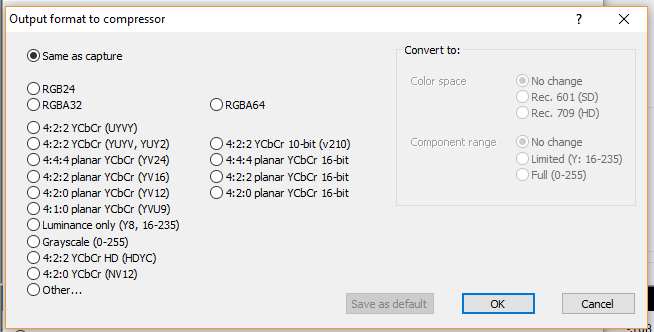 Output format to compressor
?
Same as capture
RGB24
RGBA32
RGBA64
4:2:2 YCbCr (UYVY)
4:2:2 YCbCr (YUYV, YUY2)
4:2:2 YCbCr 10-bit (v210)
4:4:4 planar YCbCr (YV24)
4:4:4 planar YCbCr 16-bit
4:2:2 planar YCbCr (YV16)
4:2:2 planar YCbCr 16-bit
4:2:0 planar YCbCr (YV12)
4:2:0 planar YCbCr 16-bit
4:1:0 planar YCbCr (YVU9)
Luminance only (Y8, 16-235)
Grayscale (0-255)
4:2:2 YCbCr HD (HDYC)
4:2:0 YCbCr (NV12)
Other...
Convert to:
Color space
No change
Rec. 601 (SD)
Rec. 709 (HD)
Component range
No change
Limited (Y: 16-235)
Full (0-255)
Save as default
OK
Cancel